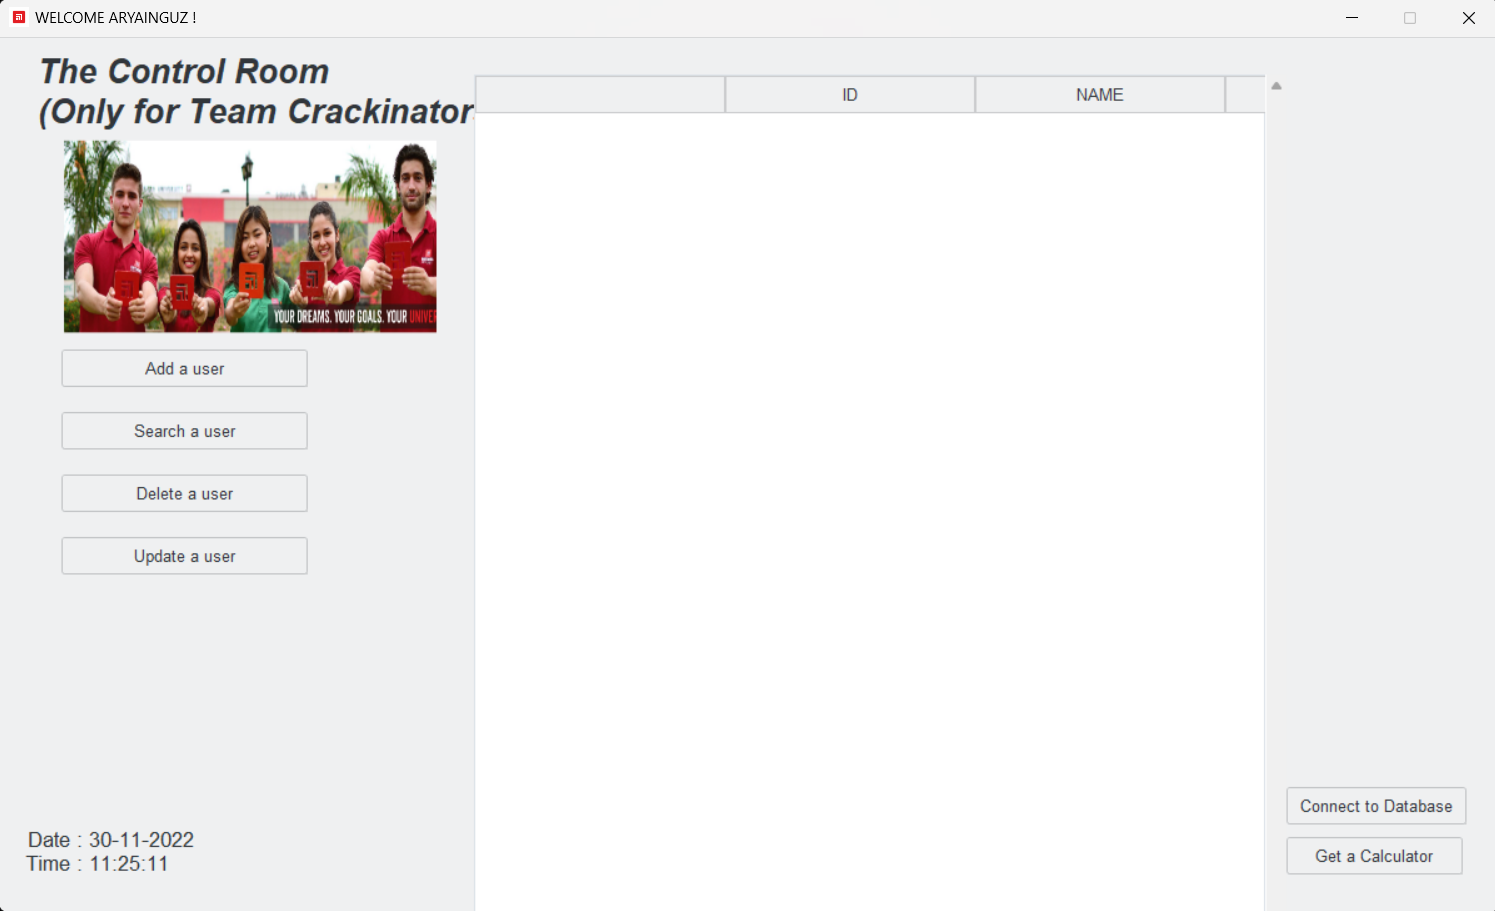 WELCOME ARYAINGUZ !
The Control Room
(Only for Team Crackinator
YOUR DREAMS. YOUR GOALS. YOUR UNIVER
Add a user
Search a user
Delete a user
Update a user
Date : 30-11-2022
Time : 11:25:11
ID NAME
Connect to Database
Get a Calculator